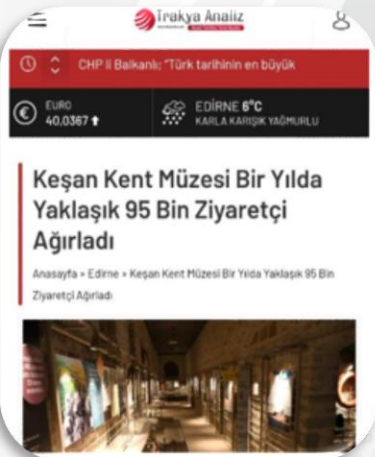 Trakya Analiz
CHP li Balkanlı; "Türk tarihinin en büyük
EURO
40,0367
EDİRNE 6°C
KARLA KARIŞIK YAĞMURLU
Keşan Kent Müzesi Bir Yılda
Yaklaşık 95 Bin Ziyaretçi
Ağırladı
Anasayfa » Edirne » Keşan Kent Müzesi Bir Yılda Yaklaşık 95 Bin
Ziyaretçi Ağırladı